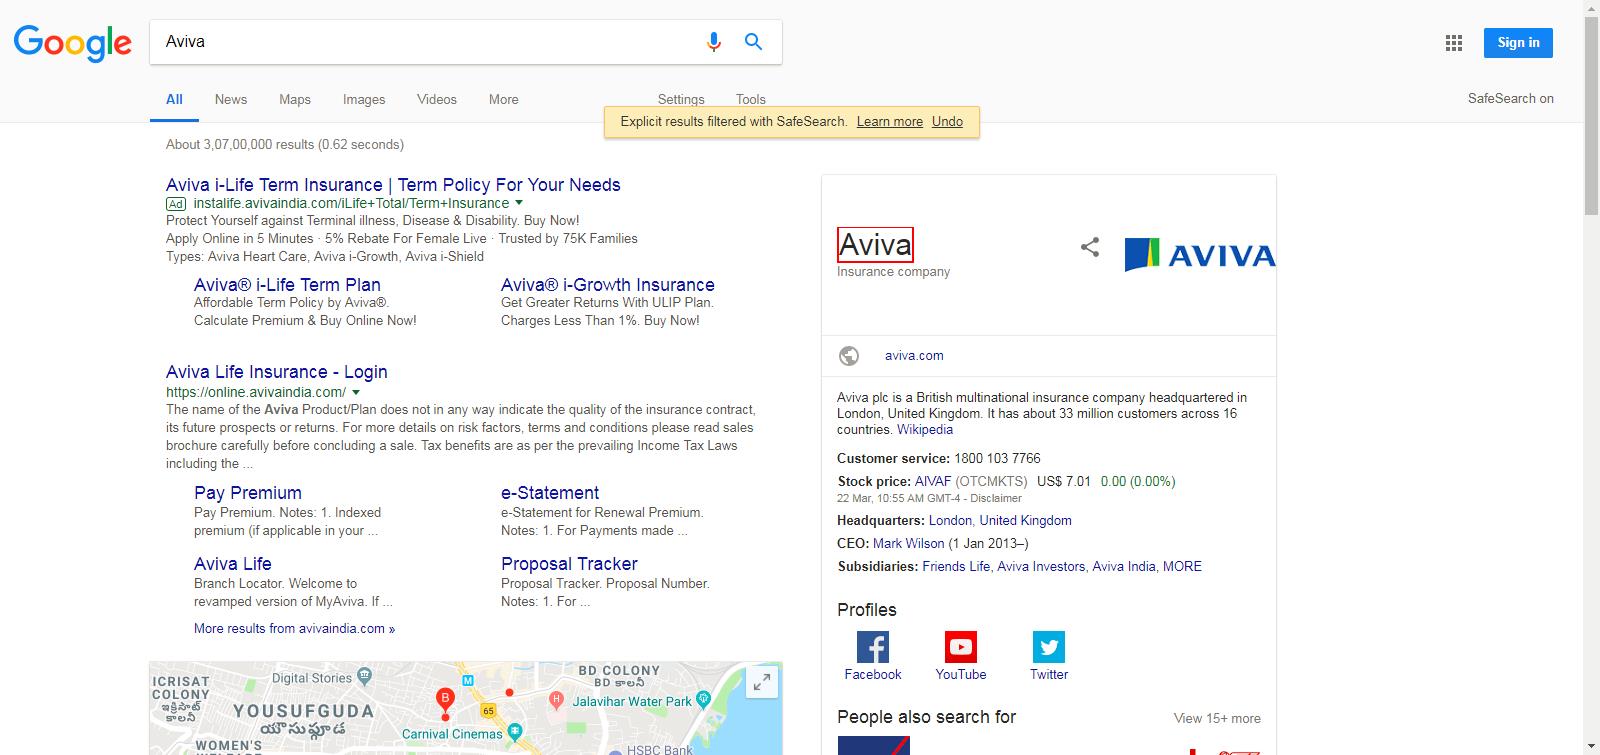 Google
Aviva
Sign in
All News Maps Images Videos More Settings Tools
SafeSearch on
Explicit results filtered with SafeSearch. Learn more Undo
About 3,07,00,000 results (0.62 seconds)
Aviva i-Life Term Insurance | Term Policy For Your Needs
Ad instalife.avivaindia.com/iLife+Total/Term+Insurance
Protect Yourself against Terminal illness, Disease & Disability. Buy Now!
Apply Online in 5 Minutes · 5% Rebate For Female Live · Trusted by 75K Families
Types: Aviva Heart Care, Aviva i-Growth, Aviva i-Shield
Aviva® i-Life Term Plan
Affordable Term Policy by Aviva®.
Calculate Premium & Buy Online Now!
Aviva® i-Growth Insurance
Get Greater Returns With ULIP Plan.
Charges Less Than 1%. Buy Now!
Aviva Life Insurance - Login
https://online.avivaindia.com/
The name of the Aviva Product/Plan does not in any way indicate the quality of the insurance contract,
its future prospects or returns. For more details on risk factors, terms and conditions please read sales
brochure carefully before concluding a sale. Tax benefits are as per the prevailing Income Tax Laws
including the ...
Pay Premium
Pay Premium. Notes: 1. Indexed
premium (if applicable in your ...
e-Statement
e-Statement for Renewal Premium.
Notes: 1. For Payments made ...
Aviva Life
Branch Locator. Welcome to
revamped version of MyAviva. If ...
Proposal Tracker
Proposal Tracker. Proposal Number.
Notes: 1. For ...
More results from avivaindia.com »
ICRISAT
COLONY
ఇక్రిసాట్
కాలనీ
Digital Stories
YOUSUFGUDA
యూసుఫ్గూడ
WOMEN'S
M
B
65
H
Carnival Cinemas
BD COLONY
BD కాలనీ
Jalavihar Water Park
HSBC Bank
Aviva
Insurance company
AVIVA
aviva.com
Aviva plc is a British multinational insurance company headquartered in
London, United Kingdom. It has about 33 million customers across 16
countries. Wikipedia
Customer service: 1800 103 7766
Stock price: AIVAF (OTCMKTS) US$ 7.01 0.00 (0.00%)
22 Mar, 10:55 AM GMT-4 - Disclaimer
Headquarters: London, United Kingdom
CEO: Mark Wilson (1 Jan 2013–)
Subsidiaries: Friends Life, Aviva Investors, Aviva India, MORE
Profiles
Facebook YouTube Twitter
People also search for View 15+ more